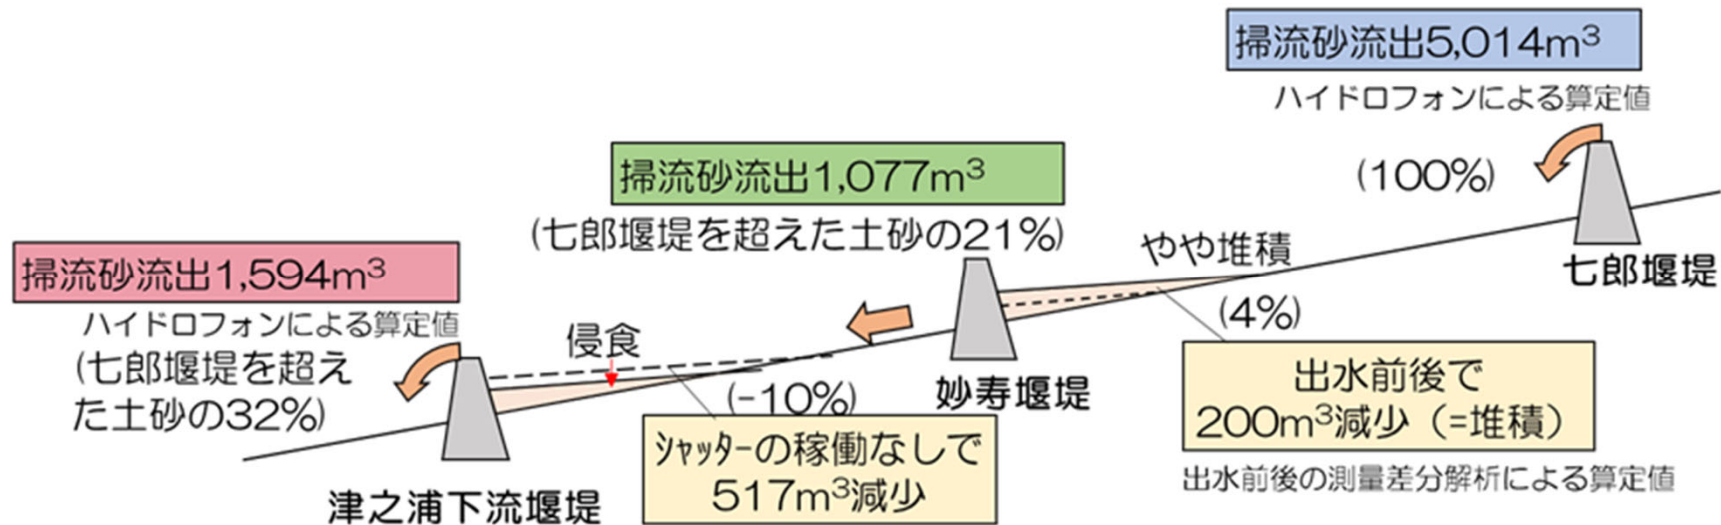 掃流砂流出5,014m³
ハイドロフォンによる算定値
(100%)
七郎堰堤
掃流砂流出1,077m³
(七郎堰堤を超えた土砂の21%)
やや堆積
(4%)
妙寿堰堤
出水前後で
200m³減少（=堆積）
出水前後の測量差分解析による算定値
掃流砂流出1,594m³
ハイドロフォンによる算定値
(七郎堰堤を超え
た土砂の32%)
侵食
(-10%)
ｼｬｯﾀｰの稼働なしで
517m³減少
津之浦下流堰堤